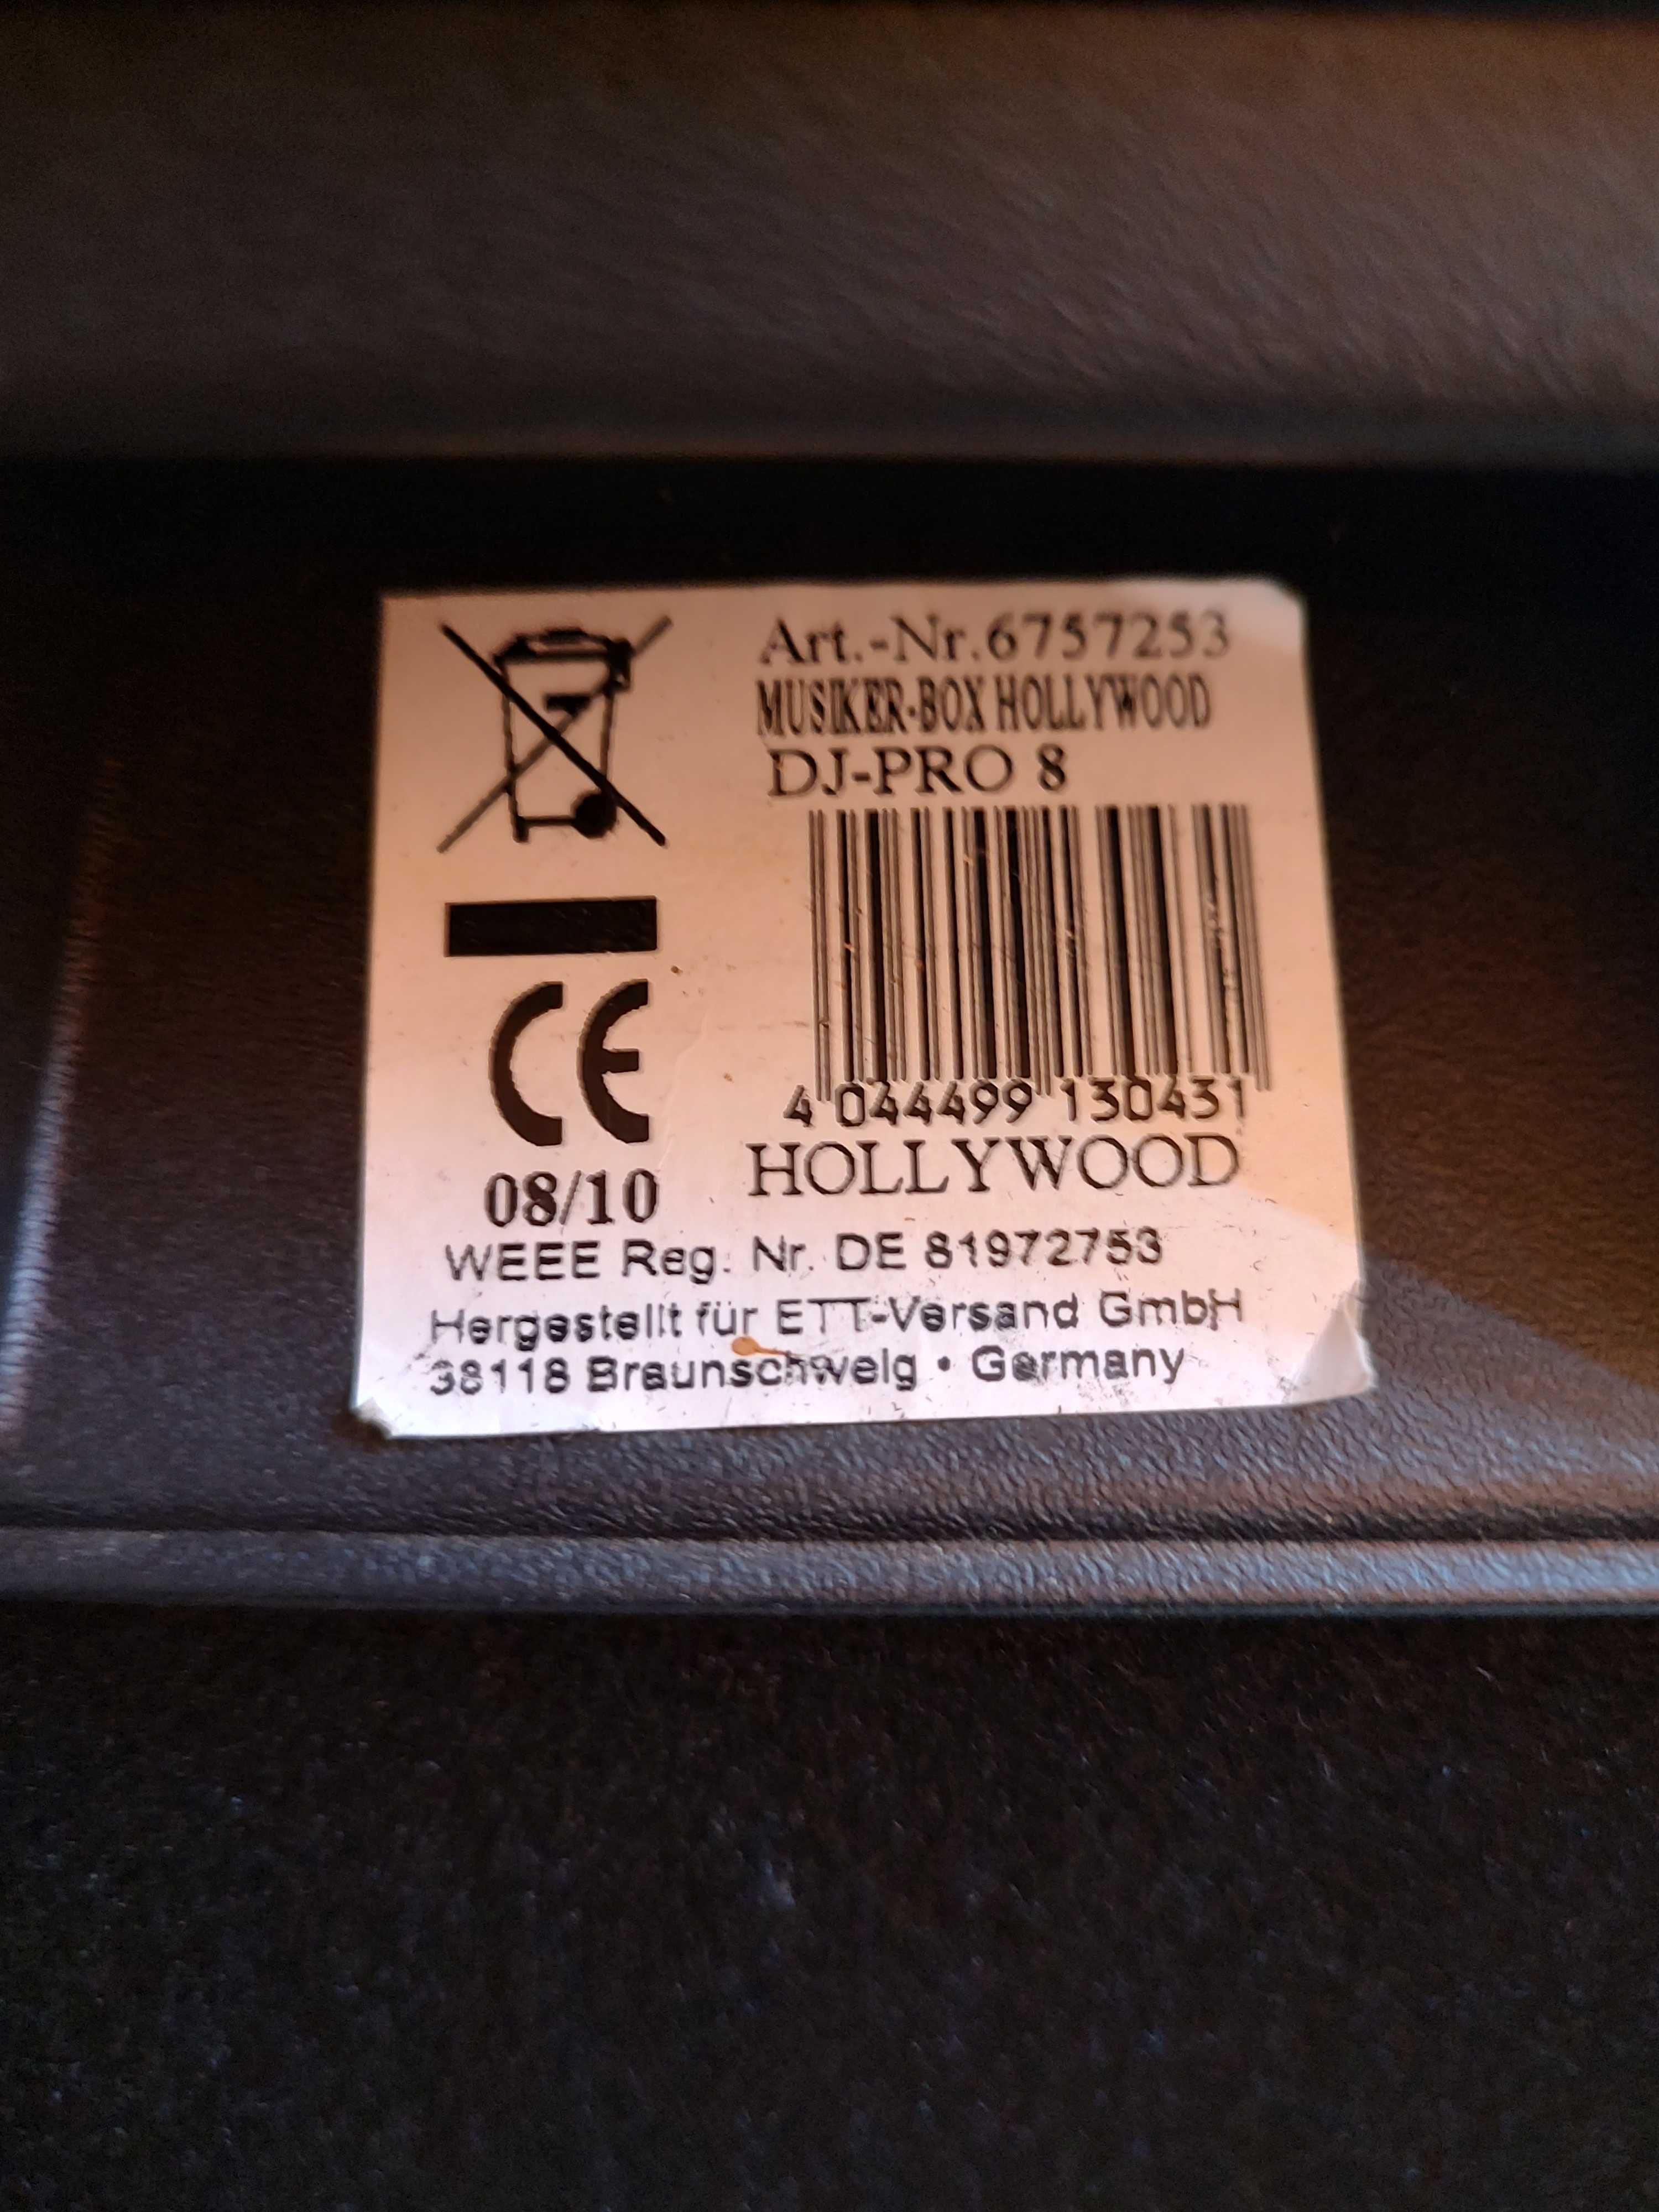 Art.-Nr.6757253
MUSIKER-BOX HOLLYWOOD
DJ-PRO 8
4 044499 130431
HOLLYWOOD
CE
08/10
WEEE Reg. Nr. DE 81972753
Hergestellt für ETT-Versand GmbH
38118 Braunschweig • Germany